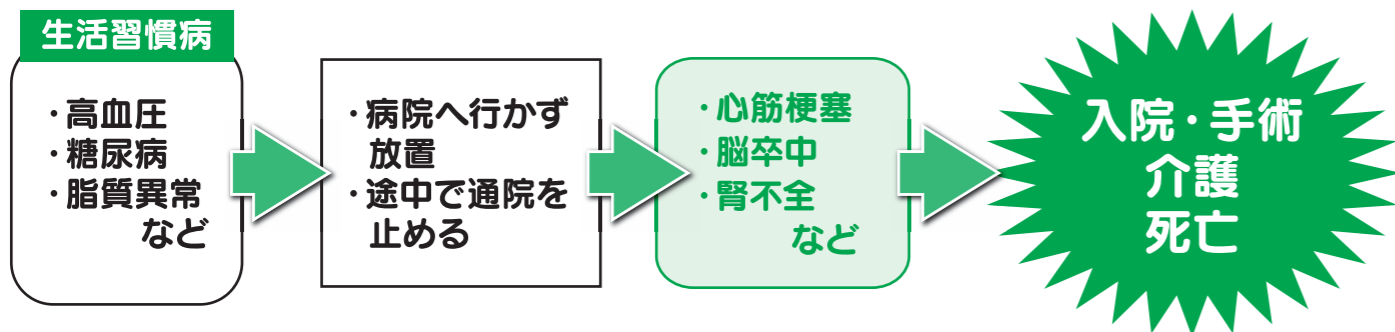 生活習慣病
・高血圧
・糖尿病
・脂質異常
など
・病院へ行かず
放置
・途中で通院を
止める
・心筋梗塞
・脳卒中
・腎不全
など
入院・手術
介護
死亡